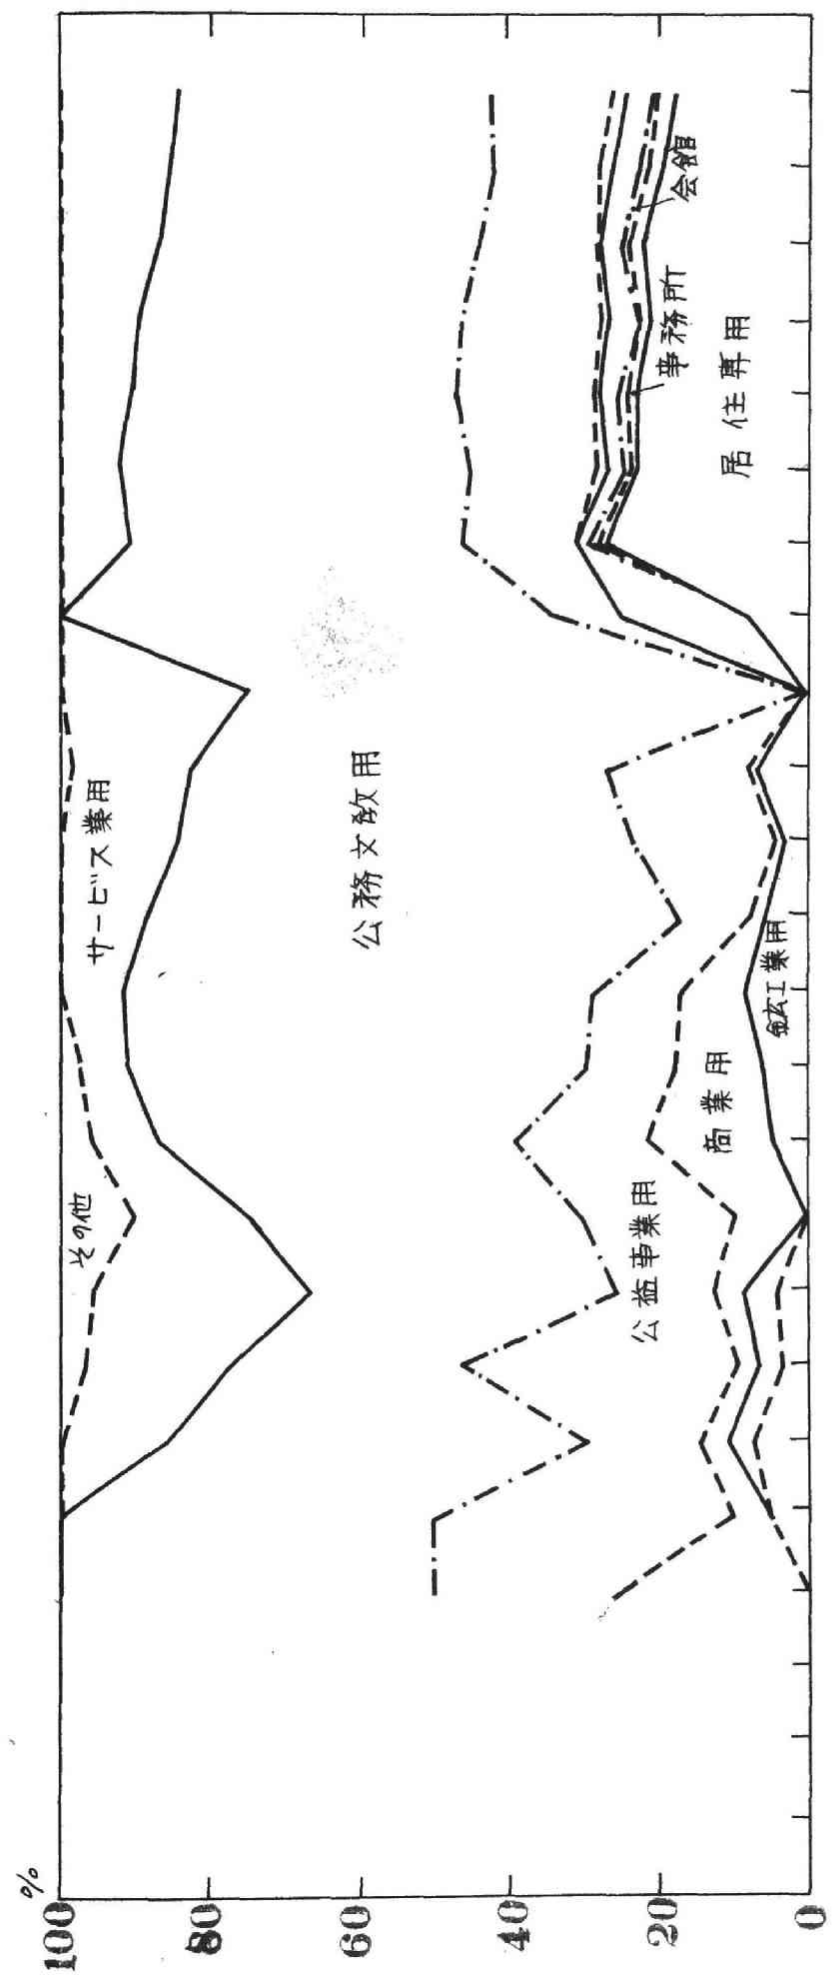 %
100
80
60
40
20
0
その他
サービス業用
公務文教用
公益事業用
商業用
鉱工業用
居住専用
事務所
会館